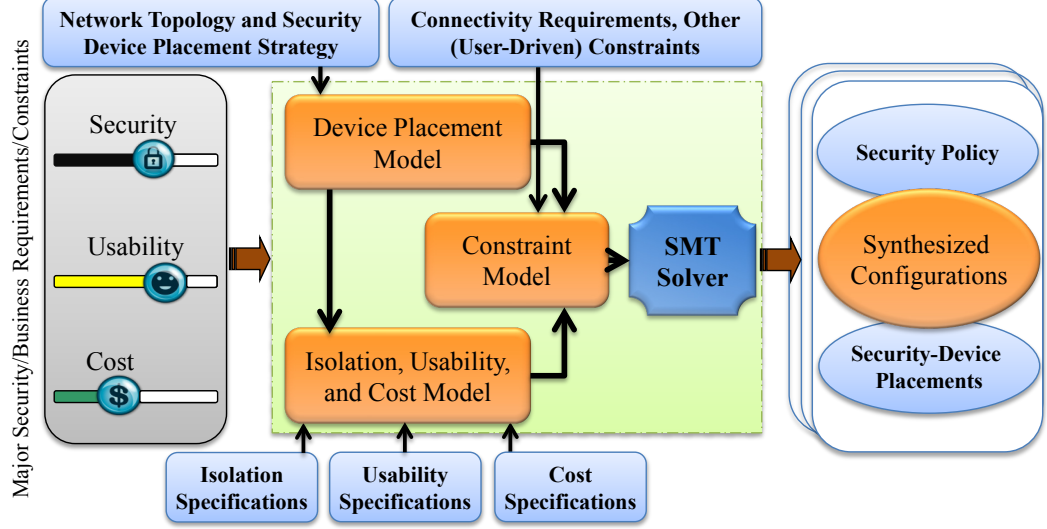 Network Topology and Security
Device Placement Strategy
Connectivity Requirements, Other
(User-Driven) Constraints
Major Security/Business Requirements/Constraints
Security
Usability
Cost
$
Device Placement
Model
Constraint
Model
SMT
Solver
Isolation, Usability,
and Cost Model
Isolation
Specifications
Usability
Specifications
Cost
Specifications
Security Policy
Synthesized
Configurations
Security-Device
Placements